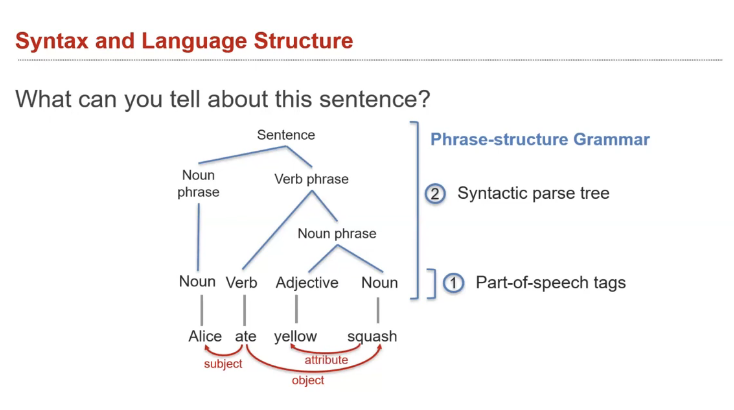 Syntax and Language Structure
What can you tell about this sentence?
Sentence
Phrase-structure Grammar
Noun
phrase
Verb phrase
2 Syntactic parse tree
Noun phrase
Noun Verb Adjective Noun
1 Part-of-speech tags
Alice ate yellow squash
subject
attribute
object